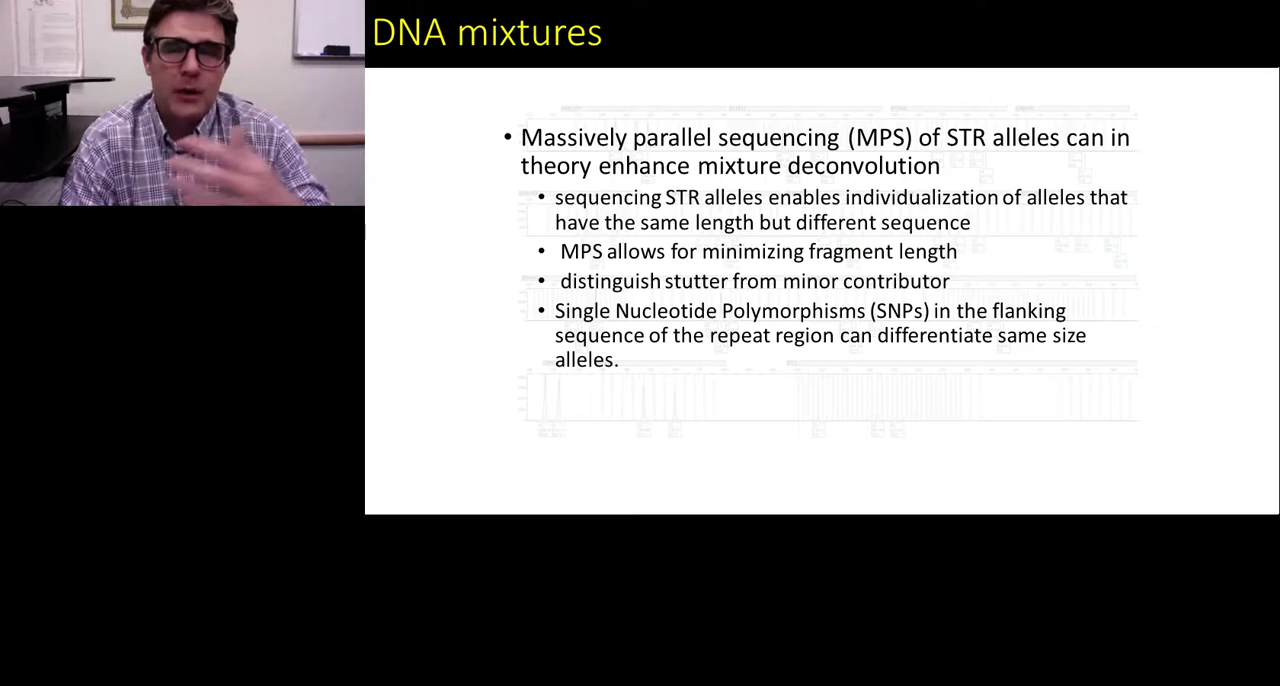 DNA mixtures
• Massively parallel sequencing (MPS) of STR alleles can in
theory enhance mixture deconvolution
• sequencing STR alleles enables individualization of alleles that
have the same length but different sequence
• MPS allows for minimizing fragment length
• distinguish stutter from minor contributor
• Single Nucleotide Polymorphisms (SNPs) in the flanking
sequence of the repeat region can differentiate same size
alleles.